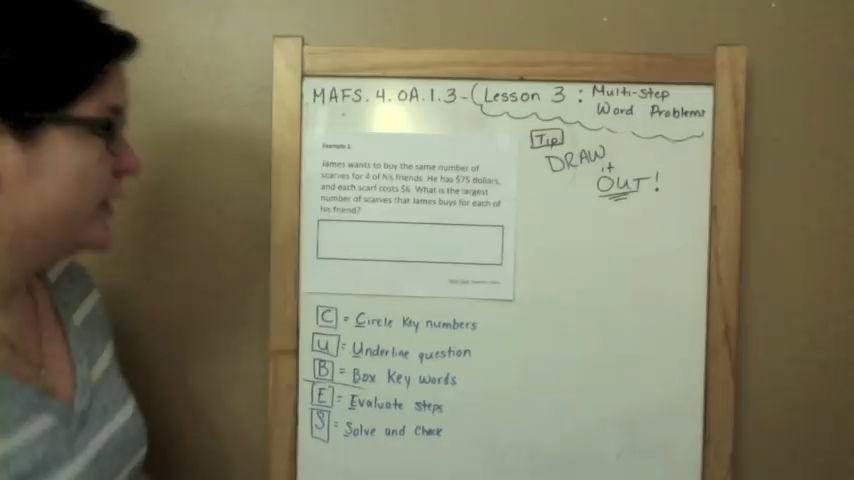 MAFS.4.OA.1.3 - (Lesson 3: Multi-step
Word Problems
Tip
DRAW
it
OUT!
Example 1:
James wants to buy the same number of
scarves for 4 of his friends. He has $75 dollars,
and each scarf costs $6. What is the largest
number of scarves that James buys for each of
his friend?
C = Circle Key numbers
U = Underline question
B = Box Key words
E = Evaluate steps
S = Solve and Check